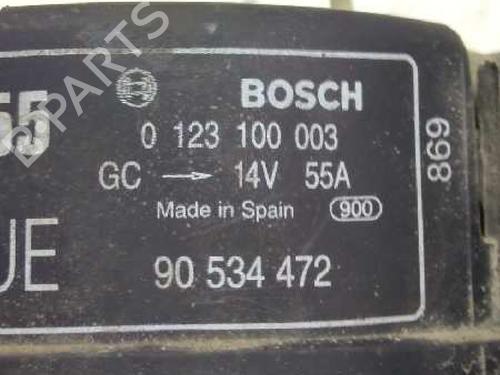 BOSCH
55
0 123 100 003
GC → 14V 55A
869
Made in Spain 900
UE
90 534 472
B PARTS